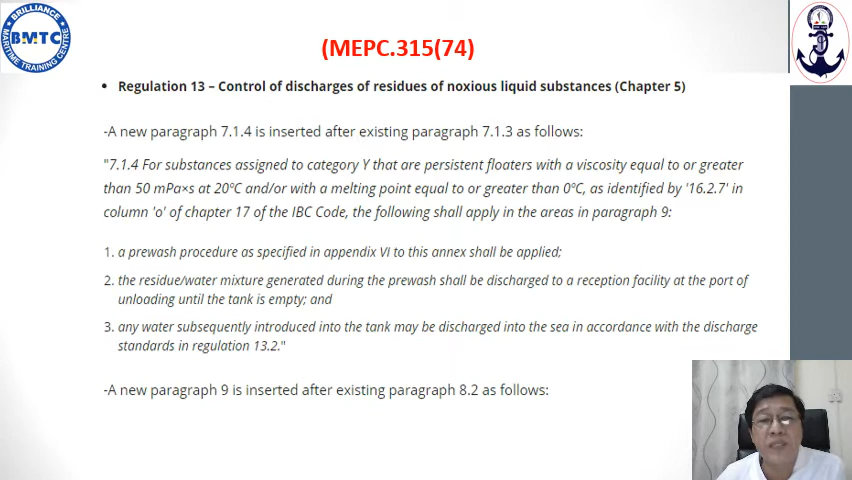 BRILLIANCE
BMTC
MARITIME TRAINING CENTRE
(MEPC.315(74)
• Regulation 13 – Control of discharges of residues of noxious liquid substances (Chapter 5)
-A new paragraph 7.1.4 is inserted after existing paragraph 7.1.3 as follows:
"7.1.4 For substances assigned to category Y that are persistent floaters with a viscosity equal to or greater
than 50 mPa×s at 20ºC and/or with a melting point equal to or greater than 0ºC, as identified by '16.2.7' in
column 'o' of chapter 17 of the IBC Code, the following shall apply in the areas in paragraph 9:
1. a prewash procedure as specified in appendix VI to this annex shall be applied;
2. the residue/water mixture generated during the prewash shall be discharged to a reception facility at the port of
unloading until the tank is empty; and
3. any water subsequently introduced into the tank may be discharged into the sea in accordance with the discharge
standards in regulation 13.2."
-A new paragraph 9 is inserted after existing paragraph 8.2 as follows: